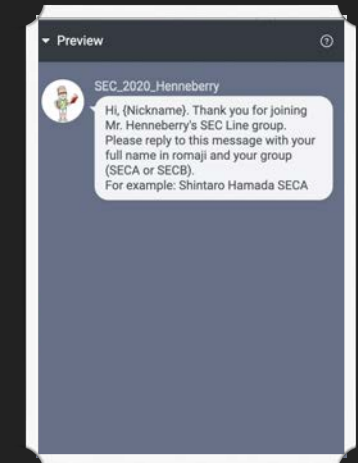 Preview
SEC_2020_Henneberry
Hi, {Nickname}. Thank you for joining
Mr. Henneberry's SEC Line group.
Please reply to this message with your
full name in romaji and your group
(SECA or SECB).
For example: Shintaro Hamada SECA